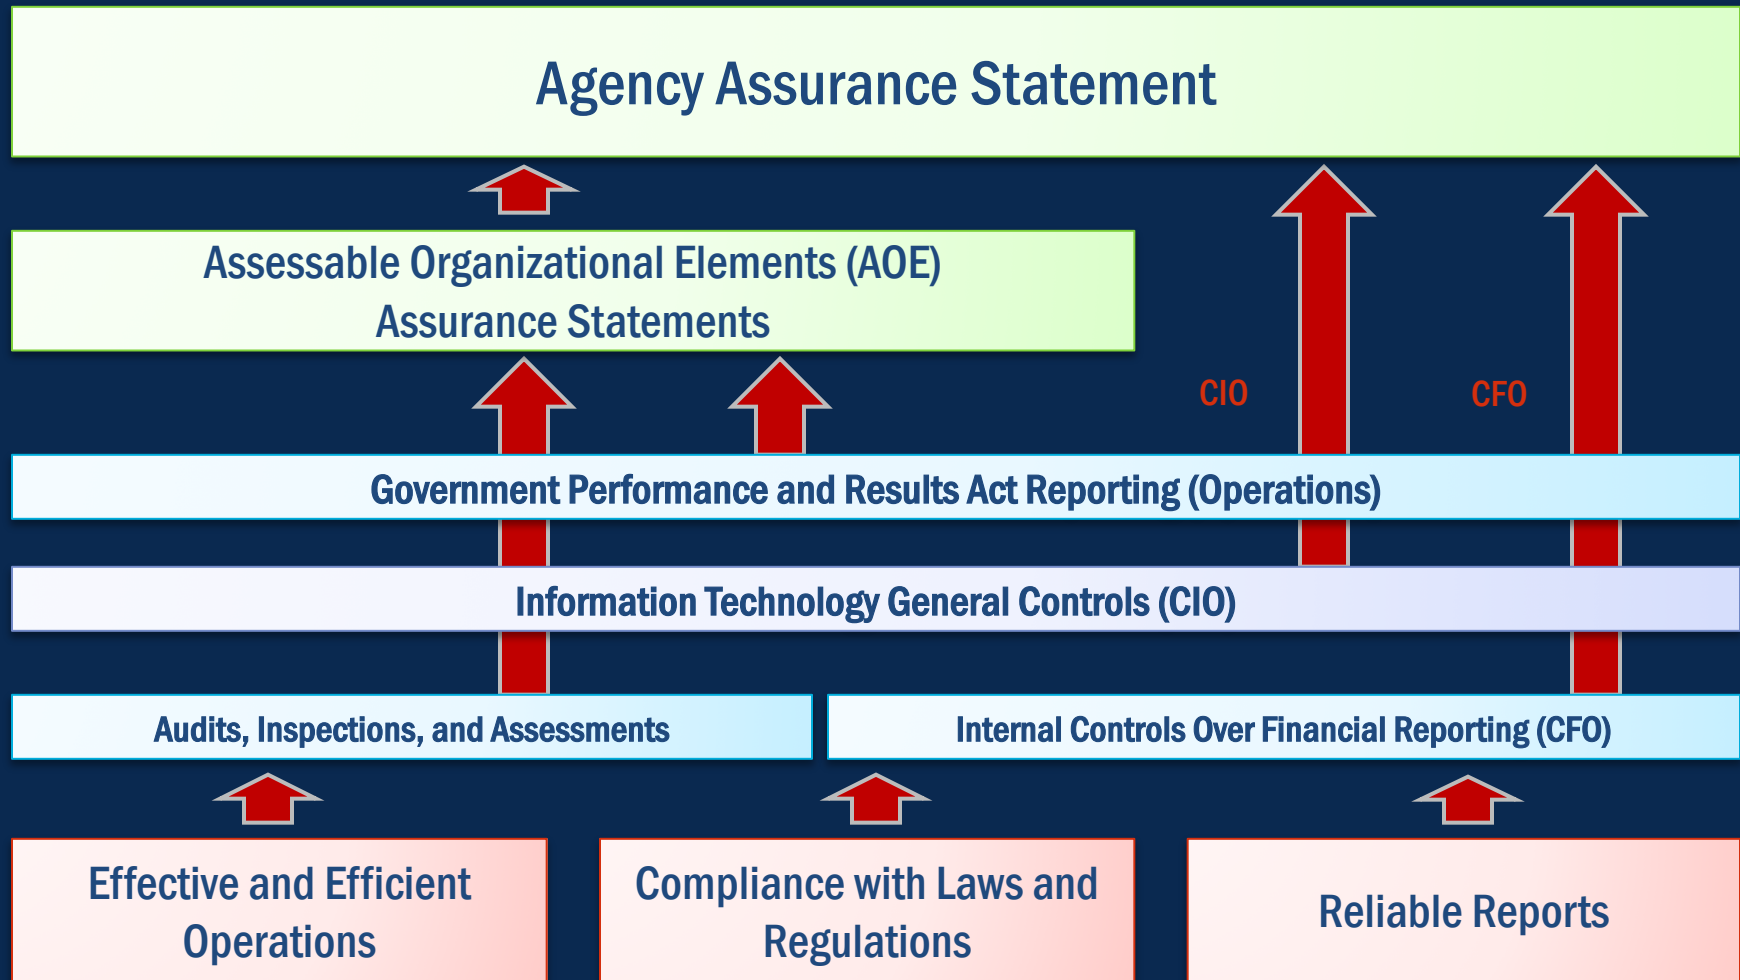 Agency Assurance Statement
Assessable Organizational Elements (AOE)
Assurance Statements
CIO
CFO
Government Performance and Results Act Reporting (Operations)
Information Technology General Controls (CIO)
Audits, Inspections, and Assessments
Internal Controls Over Financial Reporting (CFO)
Effective and Efficient
Operations
Compliance with Laws and
Regulations
Reliable Reports